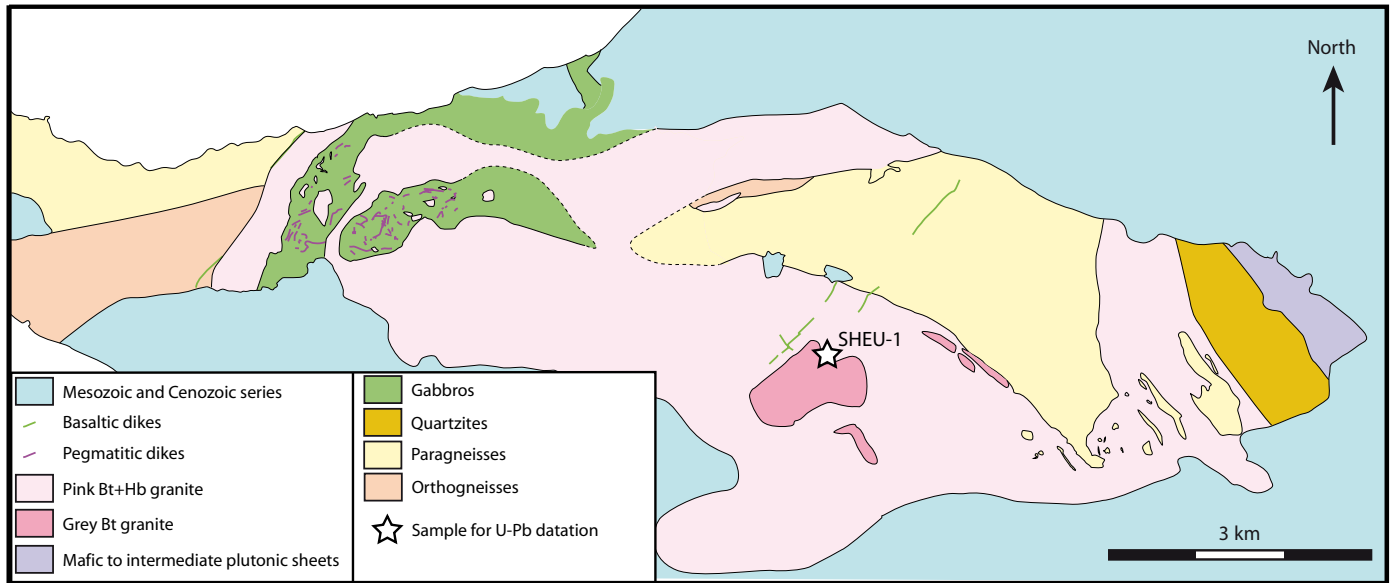 North
SHEU-1
Mesozoic and Cenozoic series
Basaltic dikes
Pegmatitic dikes
Pink Bt+Hb granite
Grey Bt granite
Mafic to intermediate plutonic sheets
Gabbros
Quartzites
Paragneisses
Orthogneisses
Sample for U-Pb datation
3 km